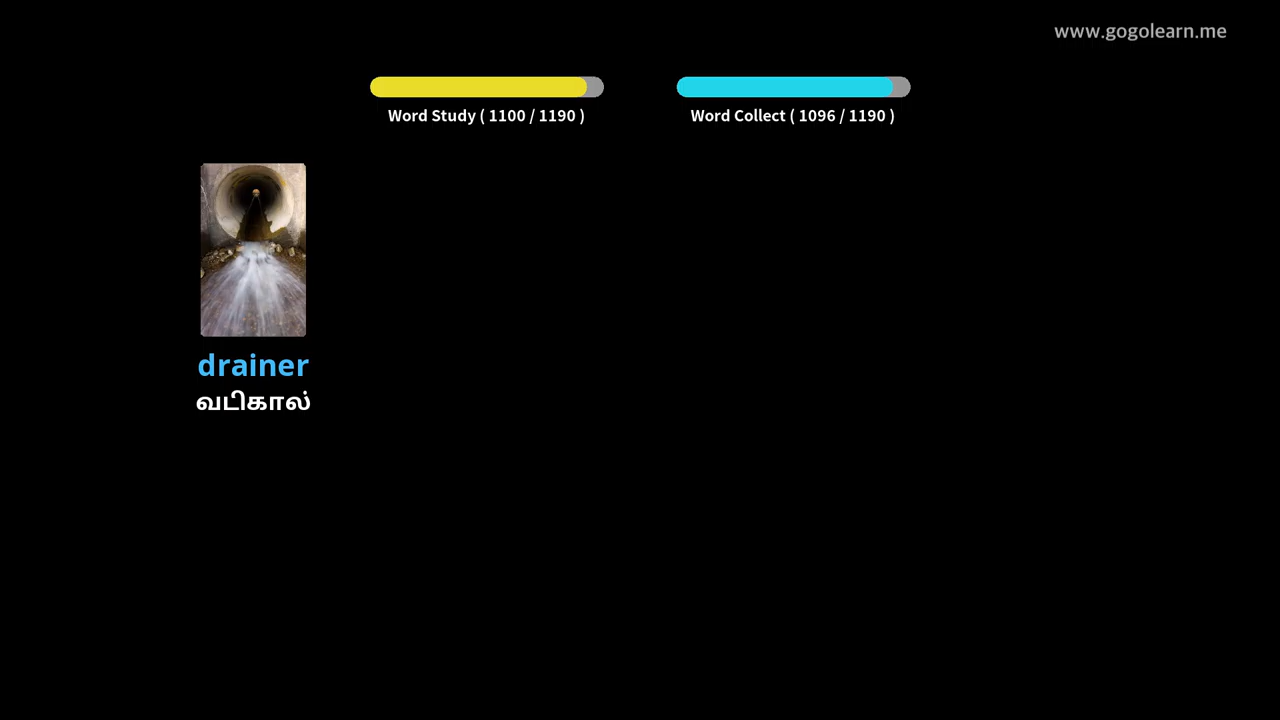 www.gogolearn.me
Word Study ( 1100 / 1190 )
Word Collect ( 1096 / 1190 )
drainer
வடிகால்